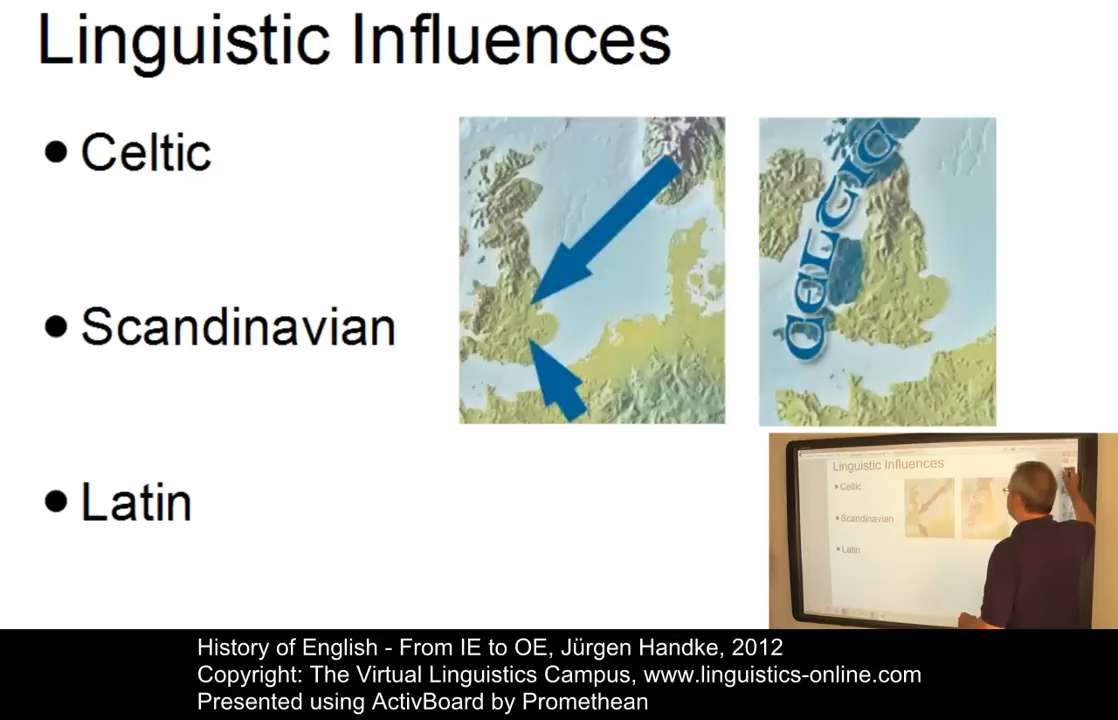 Linguistic Influences
• Celtic
• Scandinavian
• Latin
CELTIC
Linguistic Influences
• Celtic
• Scandinavian
• Latin
History of English - From IE to OE, Jürgen Handke, 2012
Copyright: The Virtual Linguistics Campus, www.linguistics-online.com
Presented using ActivBoard by Promethean